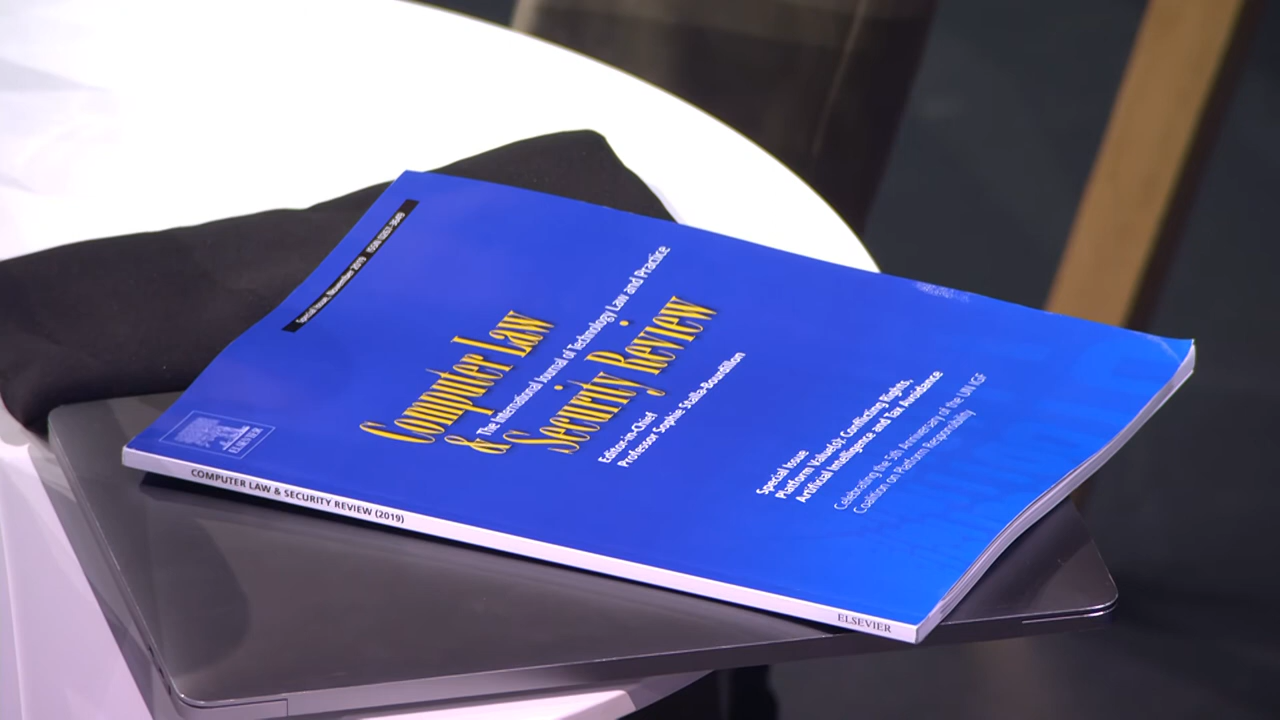 Special Issue, November 2019 ISSN 0267-3649
Computer Law
& The International Journal of Technology Law and Practice
Security Review
Editor-in-Chief
Professor Sophie Stalla-Bourdillon
Special Issue
Platform Value(s): Conflicting Rights,
Artificial Intelligence and Tax Avoidance
Celebrating the 5th Anniversary of the UN IGF
Coalition on Platform Responsibility
ELSEVIER
COMPUTER LAW & SECURITY REVIEW (2019)
ELSEVIER